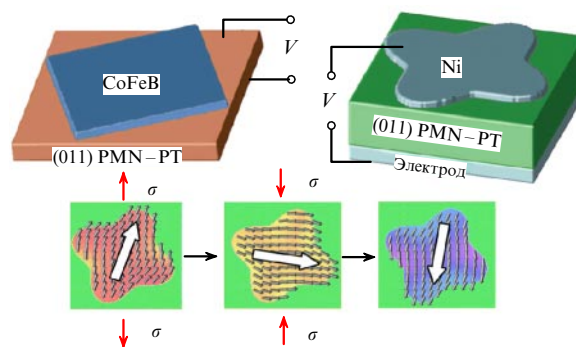 V
CoFeB
(011) PMN–PT
V
Ni
(011) PMN–PT
Электрод
σ
σ
σ
σ